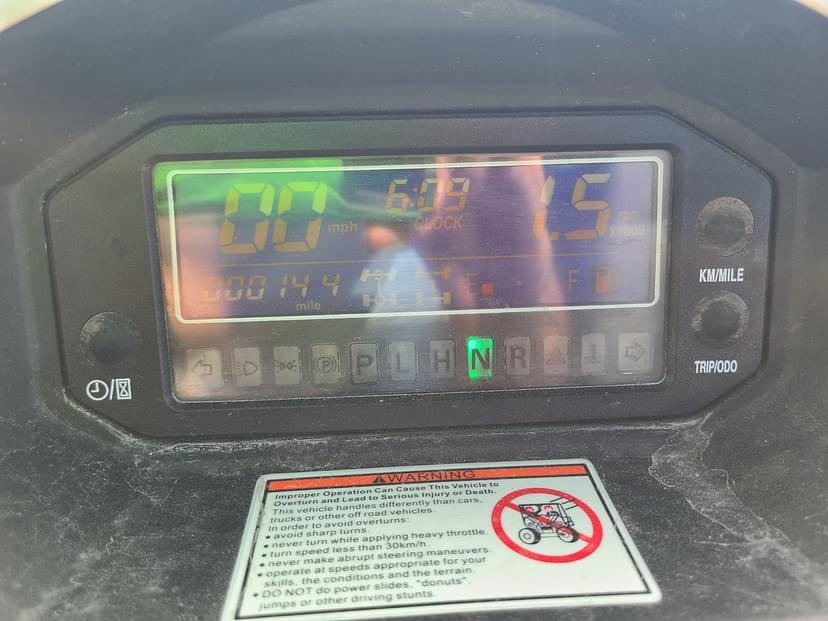 00 mph
6:09
CLOCK
1.5
rpm
x1000
000144
mile
E
F
P L H N R
KM/MILE
TRIP/ODO
WARNING
Improper Operation Can Cause This Vehicle to
Overturn and Lead to Serious Injury or Death.
This vehicle handles differently than cars,
trucks or other off road vehicles.
In order to avoid overturns:
• avoid sharp turns.
• never turn while applying heavy throttle.
• turn speed less than 30km/h.
• never make abrupt steering maneuvers.
• operate at speeds appropriate for your
skills, the conditions and the terrain.
• DO NOT do power slides, "donuts",
jumps or other driving stunts.